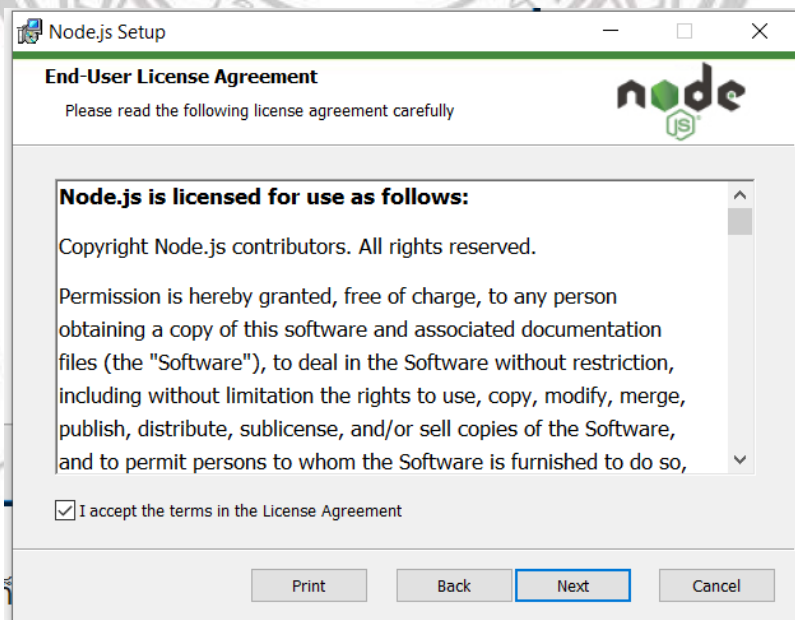 Node.js Setup
End-User License Agreement
Please read the following license agreement carefully
node
JS
Node.js is licensed for use as follows:
Copyright Node.js contributors. All rights reserved.
Permission is hereby granted, free of charge, to any person
obtaining a copy of this software and associated documentation
files (the "Software"), to deal in the Software without restriction,
including without limitation the rights to use, copy, modify, merge,
publish, distribute, sublicense, and/or sell copies of the Software,
and to permit persons to whom the Software is furnished to do so,
I accept the terms in the License Agreement
Print Back Next Cancel